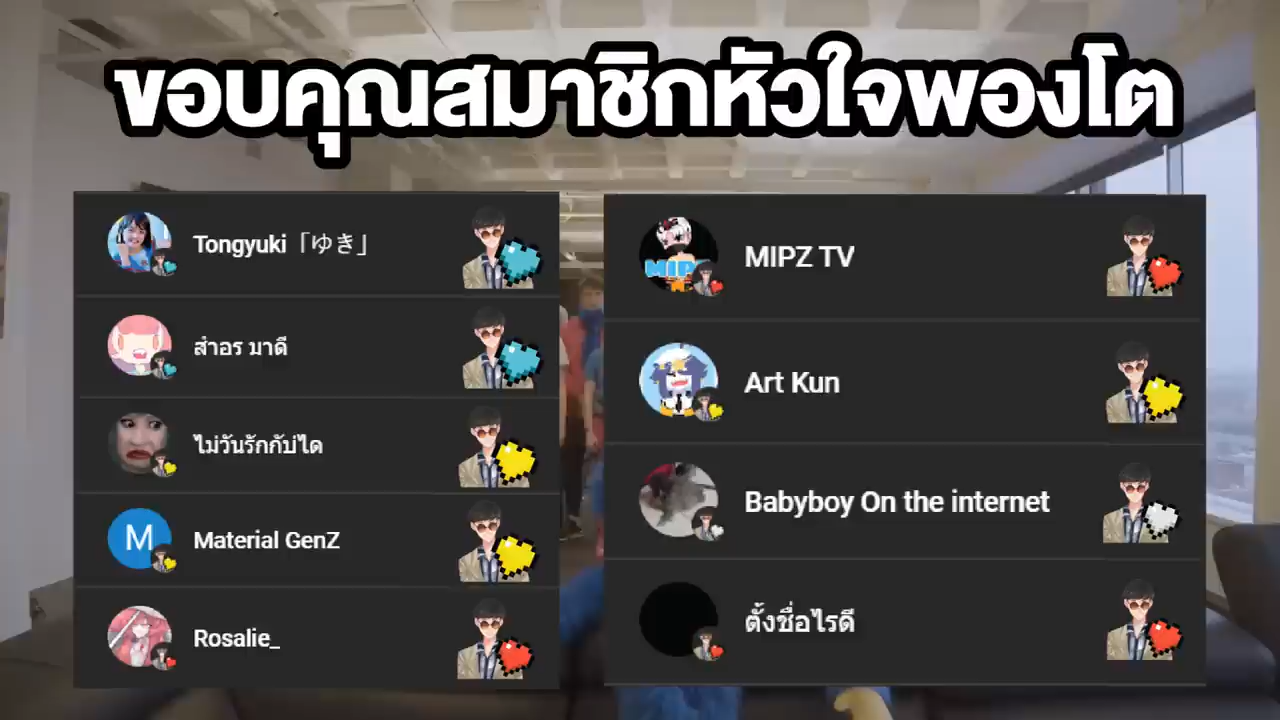 ขอบคุณสมาชิกหัวใจพองโต
Tongyuki「ゆき」
สำอร มาดี
ไม่วันรักกับ่ได
M
Material GenZ
Rosalie_
MIPZ TV
Art Kun
Babyboy On the internet
ตั้งชื่อไรดี